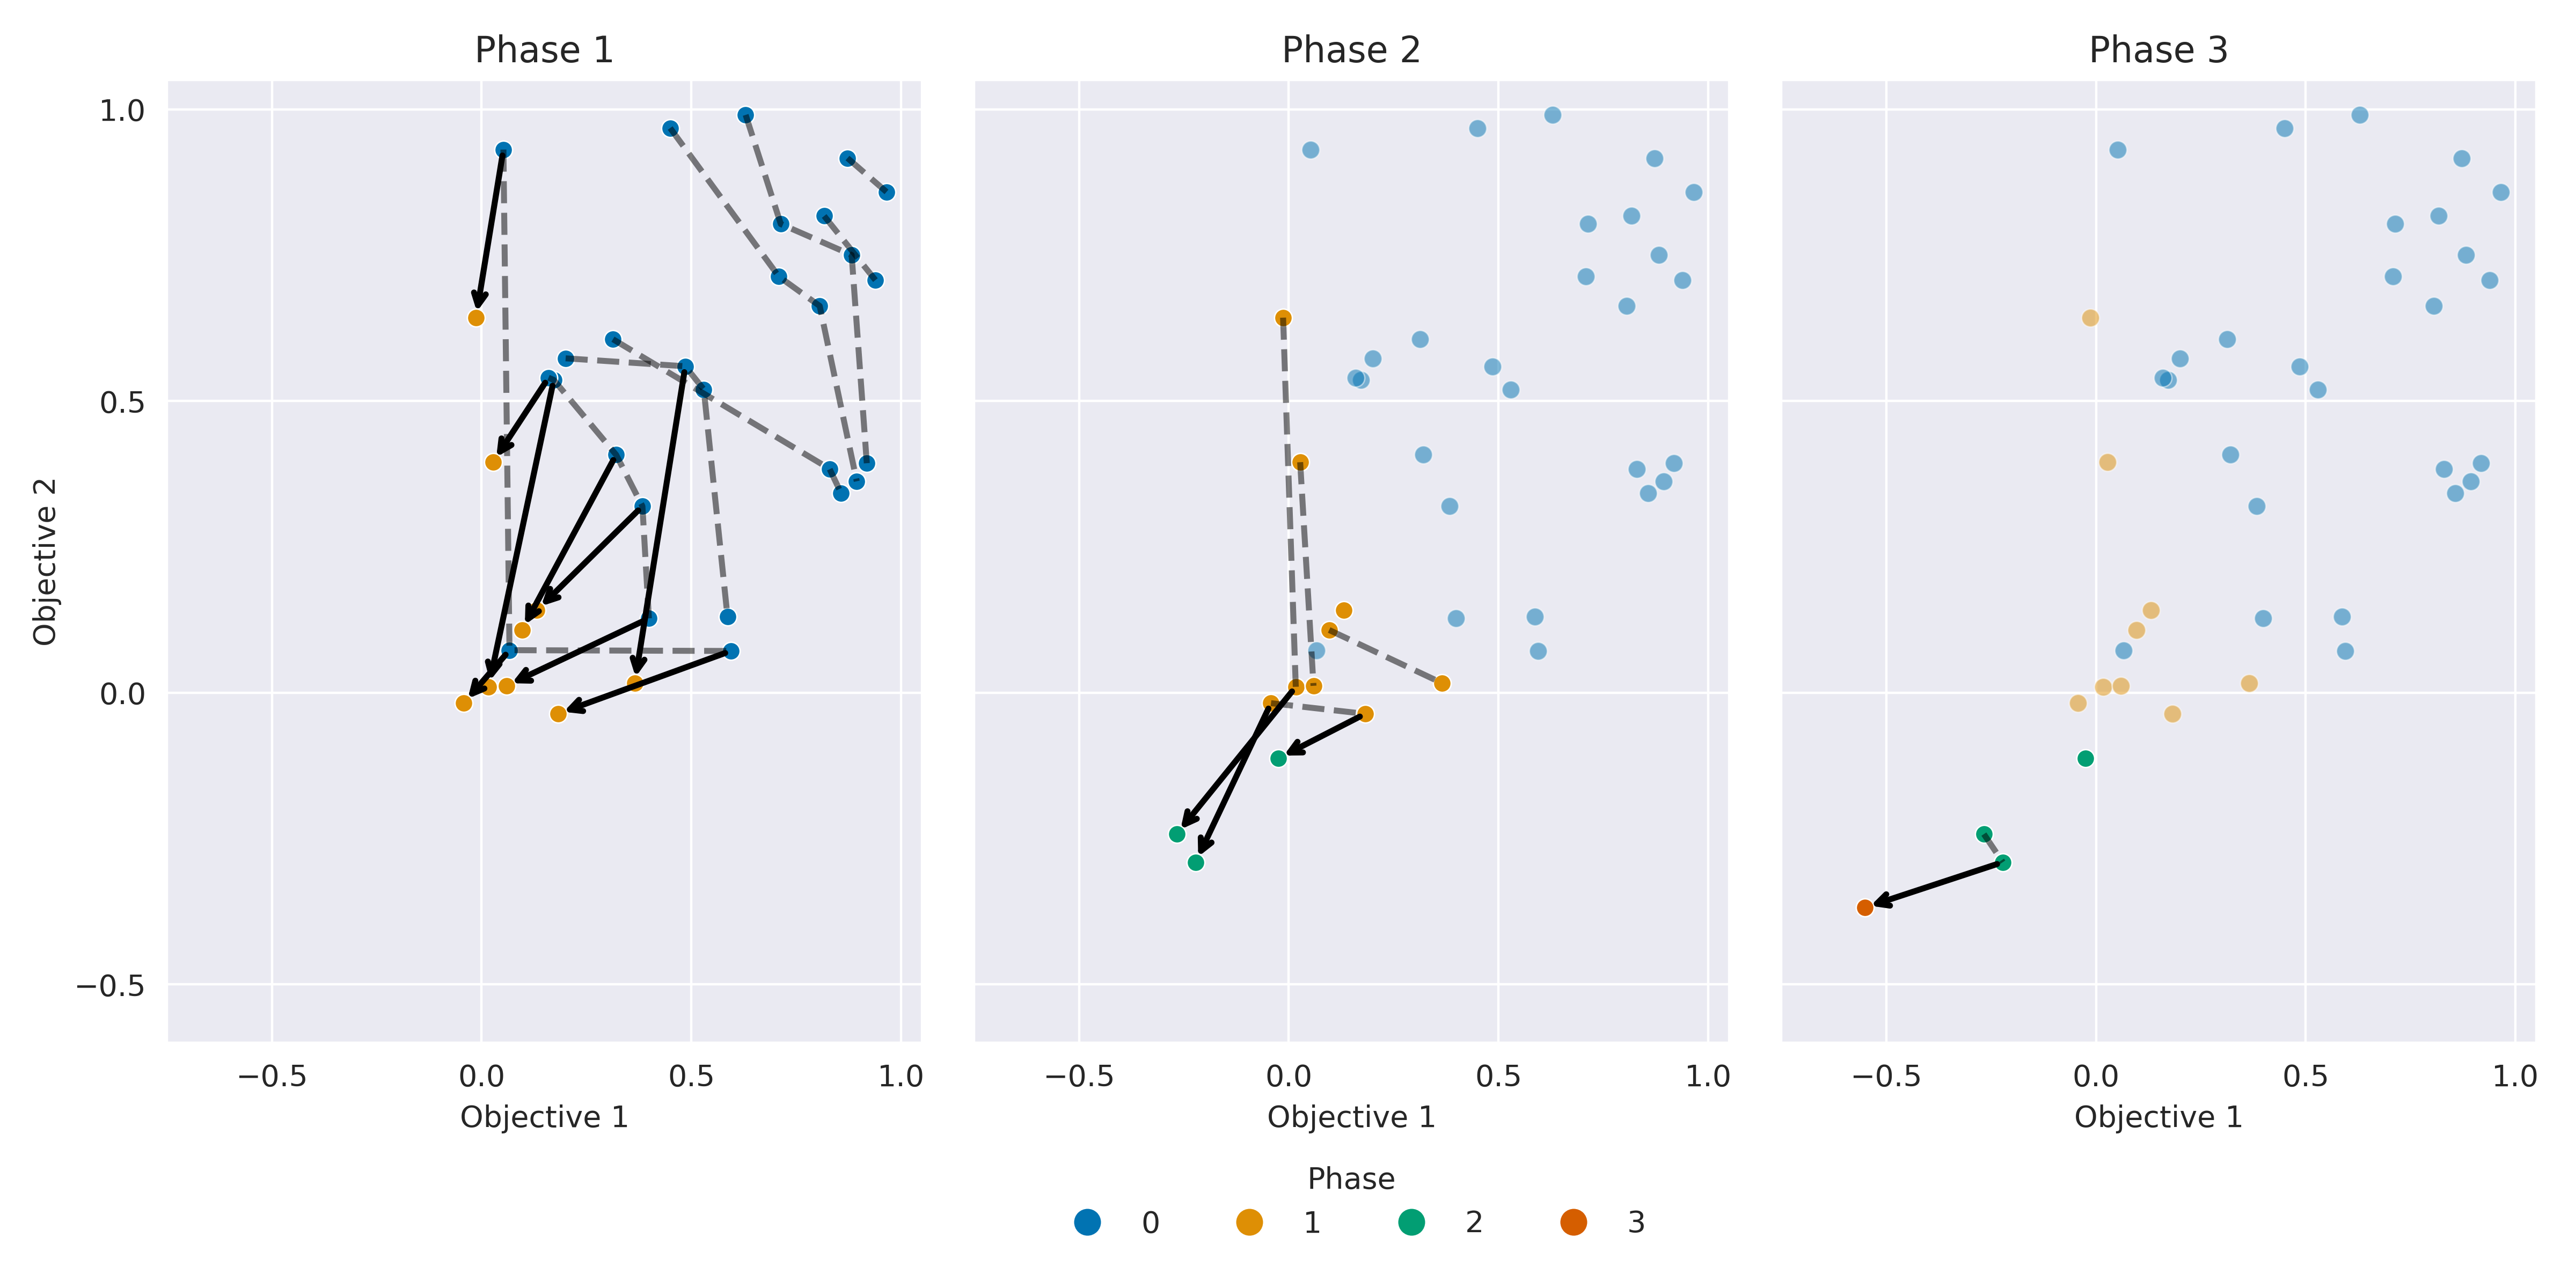 Phase 1 Phase 2 Phase 3
1.0
0.5
0.0
−0.5
Objective 2
−0.5 0.0 0.5 1.0 −0.5 0.0 0.5 1.0 −0.5 0.0 0.5 1.0
Objective 1 Objective 1 Objective 1
Phase
0 1 2 3